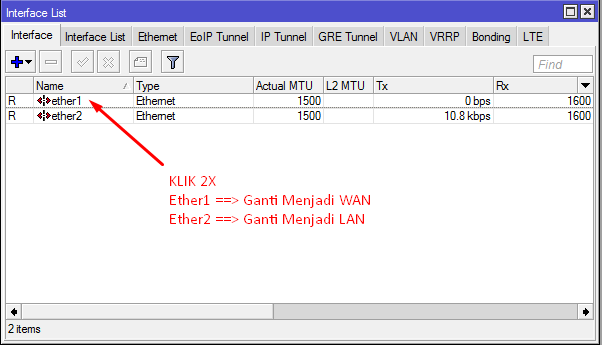 Interface List
Interface Interface List Ethernet EoIP Tunnel IP Tunnel GRE Tunnel VLAN VRRP Bonding LTE
Find
Name Type Actual MTU L2 MTU Tx Rx
R ether1 Ethernet 1500 0 bps 1600
R ether2 Ethernet 1500 10.8 kbps 1600
KLIK 2X
Ether1 ==> Ganti Menjadi WAN
Ether2 ==> Ganti Menjadi LAN
2 items